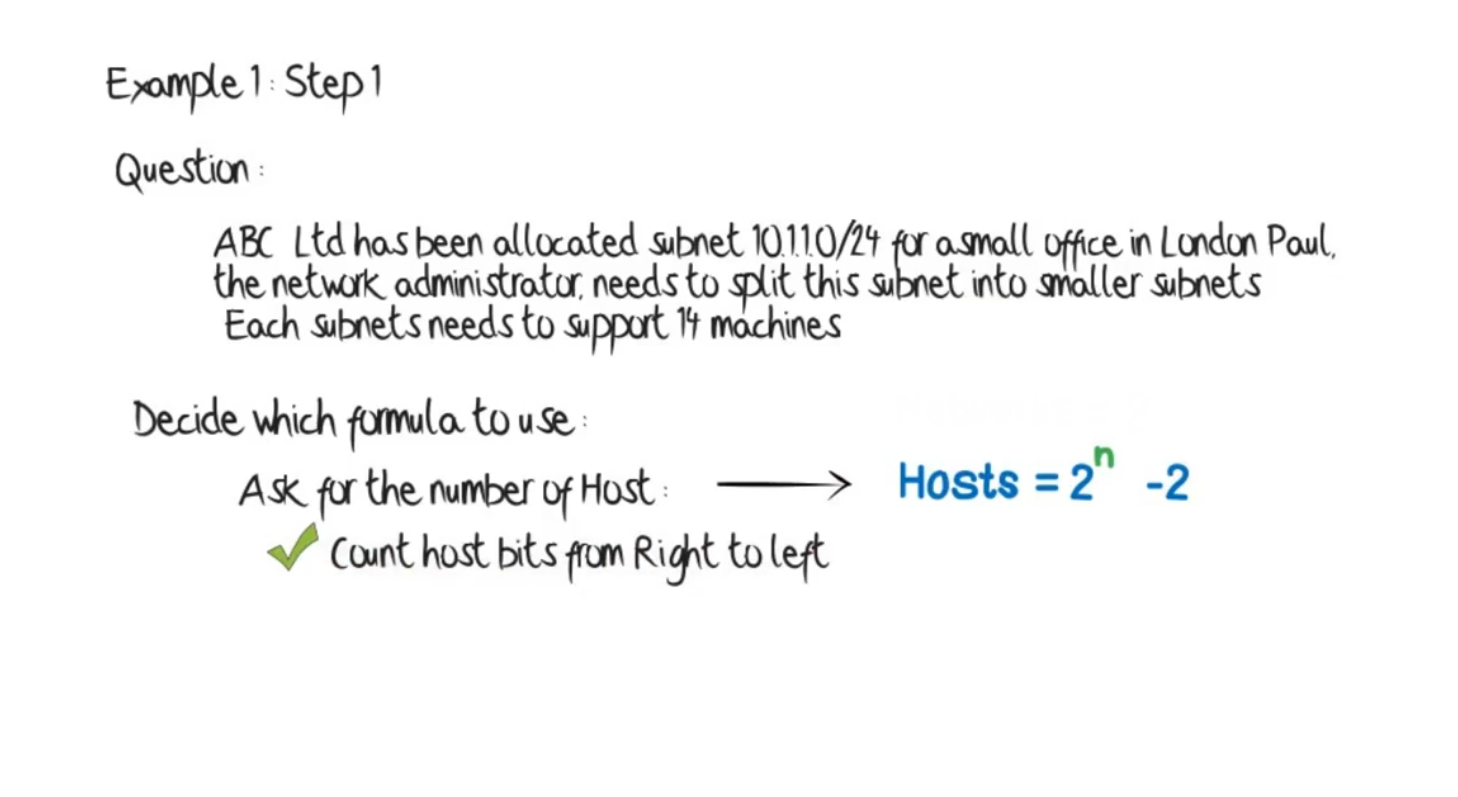 Example 1: Step 1
Question:
ABC Ltd has been allocated subnet 10.1.1.0/24 for a small office in London Paul,
the network administrator, needs to split this subnet into smaller subnets
Each subnets needs to support 14 machines
Decide which formula to use:
Ask for the number of Host: → Hosts = 2ⁿ -2
✓ Count host bits from Right to left